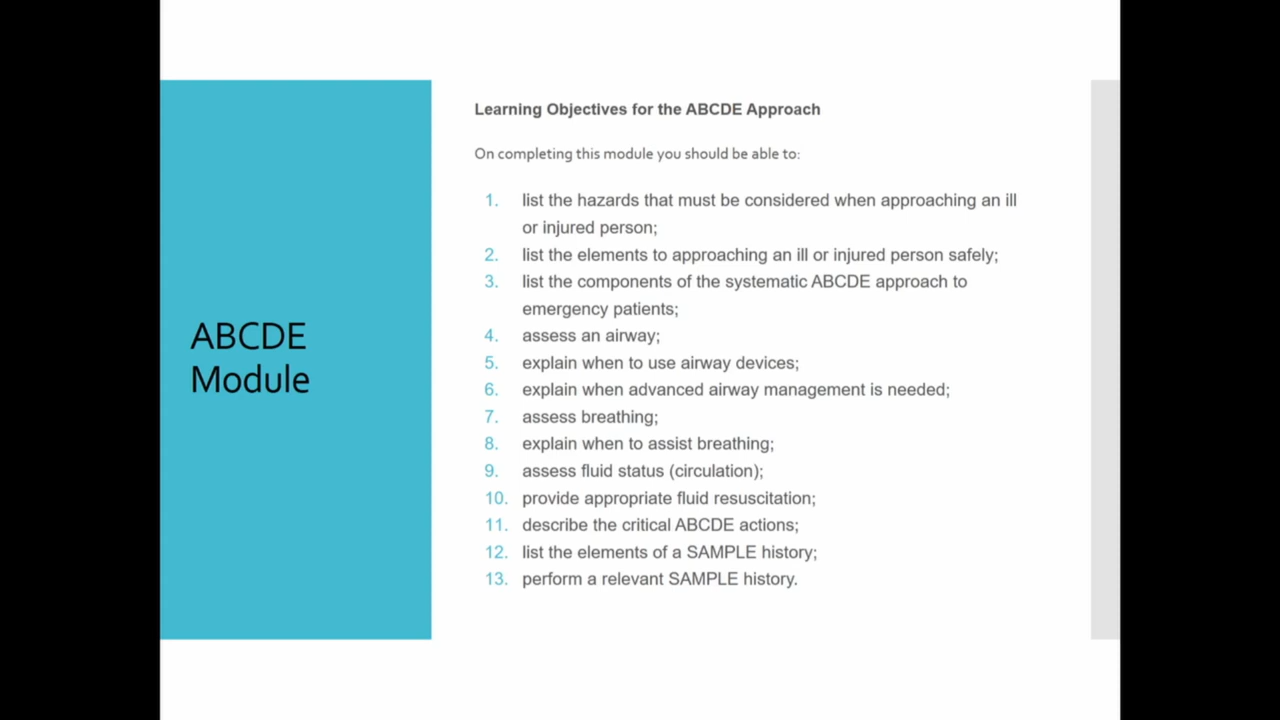 ABCDE
Module
Learning Objectives for the ABCDE Approach
On completing this module you should be able to:
1. list the hazards that must be considered when approaching an ill
or injured person;
2. list the elements to approaching an ill or injured person safely;
3. list the components of the systematic ABCDE approach to
emergency patients;
4. assess an airway;
5. explain when to use airway devices;
6. explain when advanced airway management is needed;
7. assess breathing;
8. explain when to assist breathing;
9. assess fluid status (circulation);
10. provide appropriate fluid resuscitation;
11. describe the critical ABCDE actions;
12. list the elements of a SAMPLE history;
13. perform a relevant SAMPLE history.